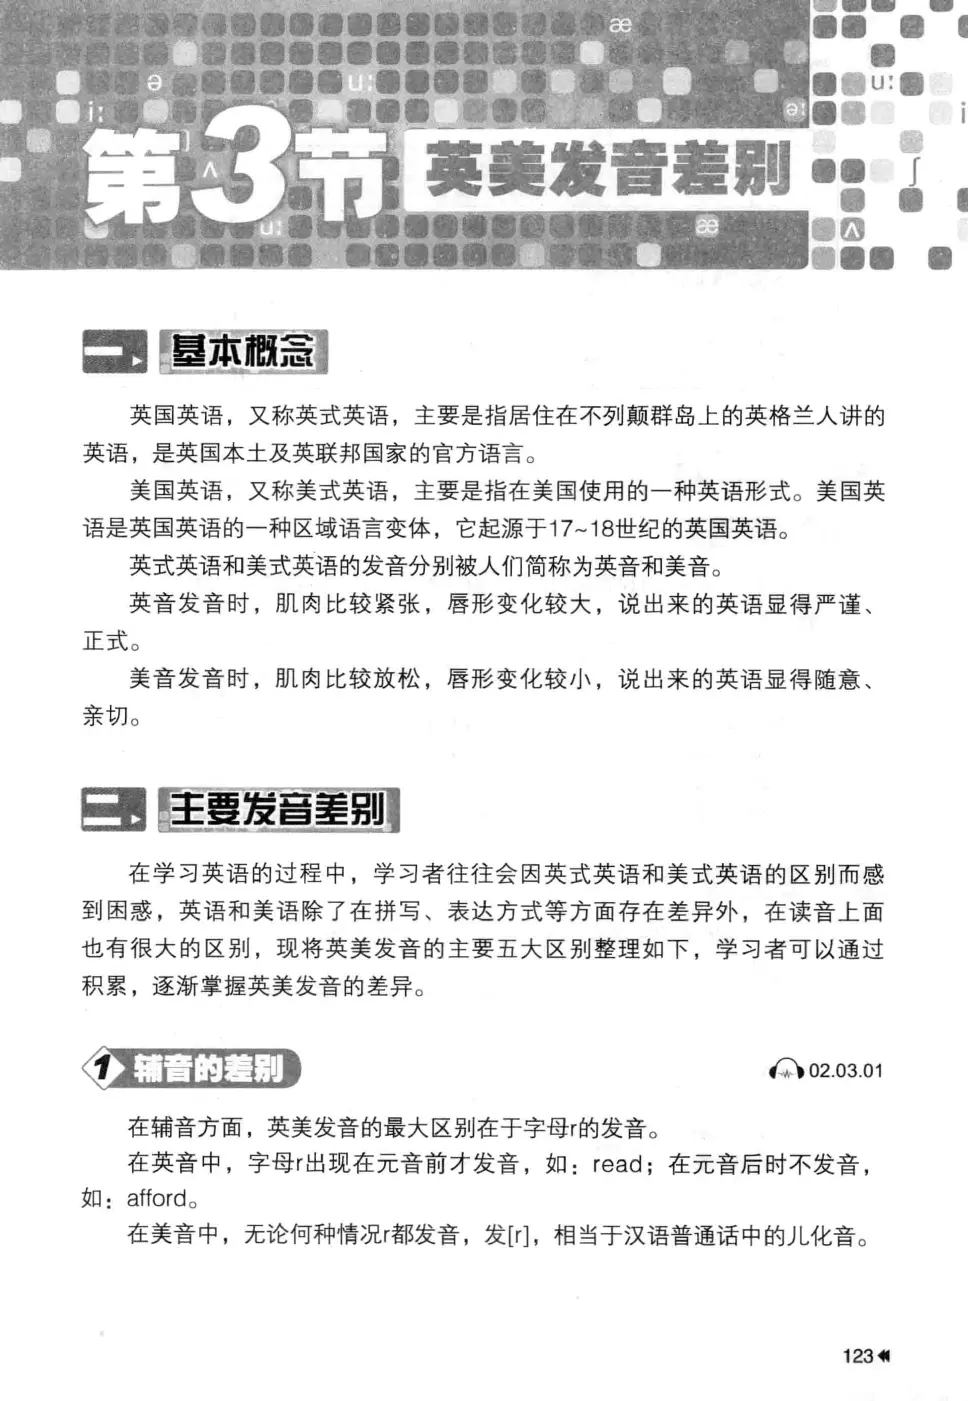 æ
ə
u:
u:
i:
ə:
i
第3节 英美发音差别
ʌ
ʃ
u:
æ
ʌ
一 基本概念
英国英语，又称英式英语，主要是指居住在不列颠群岛上的英格兰人讲的
英语，是英国本土及英联邦国家的官方语言。
美国英语，又称美式英语，主要是指在美国使用的一种英语形式。美国英
语是英国英语的一种区域语言变体，它起源于17~18世纪的英国英语。
英式英语和美式英语的发音分别被人们简称为英音和美音。
英音发音时，肌肉比较紧张，唇形变化较大，说出来的英语显得严谨、
正式。
美音发音时，肌肉比较放松，唇形变化较小，说出来的英语显得随意、
亲切。
二 主要发音差别
在学习英语的过程中，学习者往往会因英式英语和美式英语的区别而感
到困惑，英语和美语除了在拼写、表达方式等方面存在差异外，在读音上面
也有很大的区别，现将英美发音的主要五大区别整理如下，学习者可以通过
积累，逐渐掌握英美发音的差异。
1 辅音的差别
02.03.01
在辅音方面，英美发音的最大区别在于字母r的发音。
在英音中，字母r出现在元音前才发音，如：read；在元音后时不发音，
如：afford。
在美音中，无论何种情况r都发音，发[r]，相当于汉语普通话中的儿化音。
123